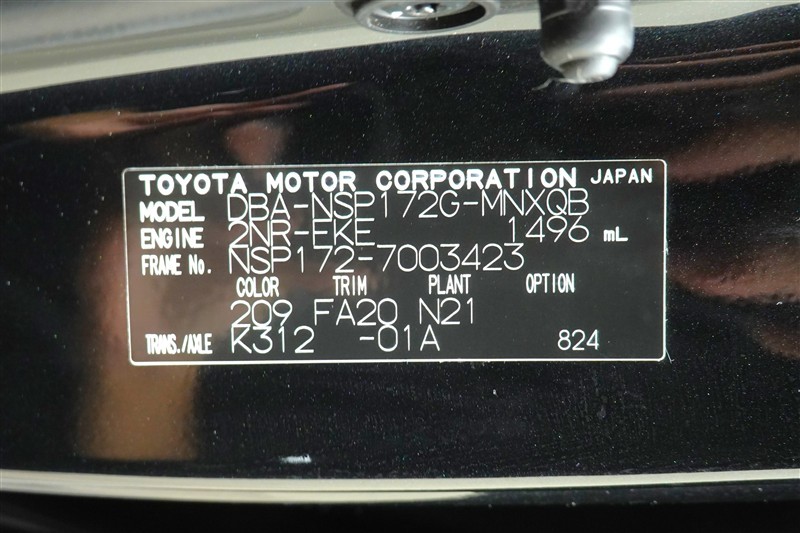 TOYOTA MOTOR CORPORATION JAPAN
MODEL DBA-NSP172G-MNXQB
ENGINE 2NR-FKE 1496 mL
FRAME No. NSP172-7003423
COLOR TRIM PLANT OPTION
209 FA20 N21
TRANS./AXLE K312 -01A 824